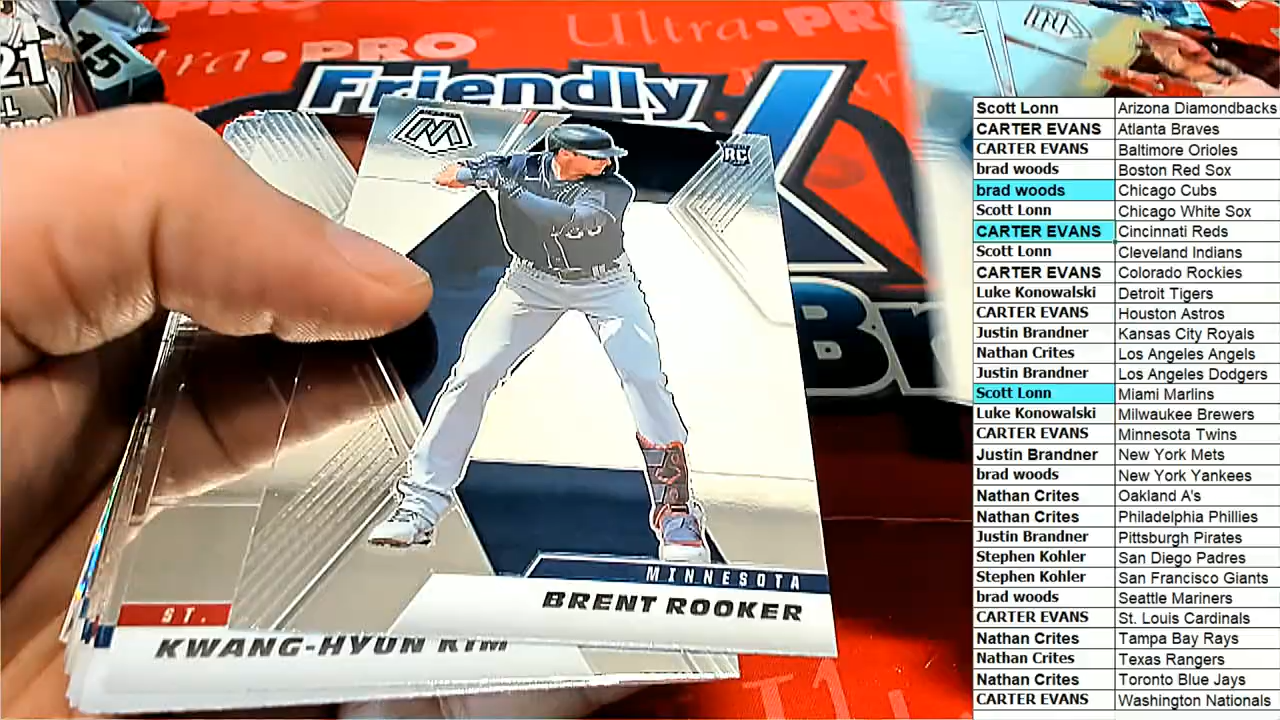 Ultra•PRO
tra•PRO
21
15
Friendly
Br
M
RC
MINNESOTA
BRENT ROOKER
ST.
KWANG-HYUN KIM
Scott Lonn Arizona Diamondbacks
CARTER EVANS Atlanta Braves
CARTER EVANS Baltimore Orioles
brad woods Boston Red Sox
brad woods Chicago Cubs
Scott Lonn Chicago White Sox
CARTER EVANS Cincinnati Reds
Scott Lonn Cleveland Indians
CARTER EVANS Colorado Rockies
Luke Konowalski Detroit Tigers
CARTER EVANS Houston Astros
Justin Brandner Kansas City Royals
Nathan Crites Los Angeles Angels
Justin Brandner Los Angeles Dodgers
Scott Lonn Miami Marlins
Luke Konowalski Milwaukee Brewers
CARTER EVANS Minnesota Twins
Justin Brandner New York Mets
brad woods New York Yankees
Nathan Crites Oakland A's
Nathan Crites Philadelphia Phillies
Justin Brandner Pittsburgh Pirates
Stephen Kohler San Diego Padres
Stephen Kohler San Francisco Giants
brad woods Seattle Mariners
CARTER EVANS St. Louis Cardinals
Nathan Crites Tampa Bay Rays
Nathan Crites Texas Rangers
Nathan Crites Toronto Blue Jays
CARTER EVANS Washington Nationals